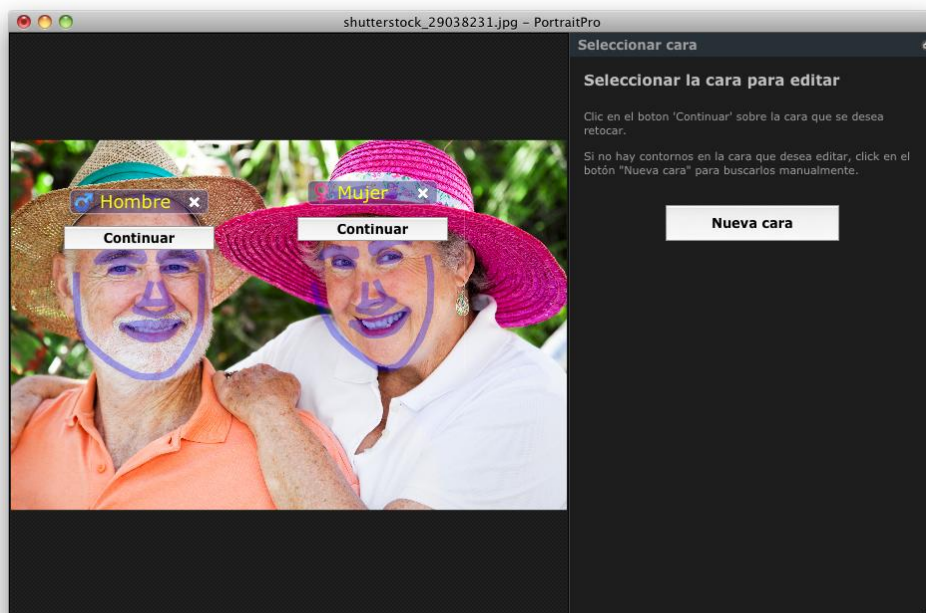 shutterstock_29038231.jpg – PortraitPro
Seleccionar cara
Seleccionar la cara para editar
Clic en el boton 'Continuar' sobre la cara que se desea
retocar.
Si no hay contornos en la cara que desea editar, click en el
botón "Nueva cara" para buscarlos manualmente.
Nueva cara
Hombre
Continuar
Mujer
Continuar